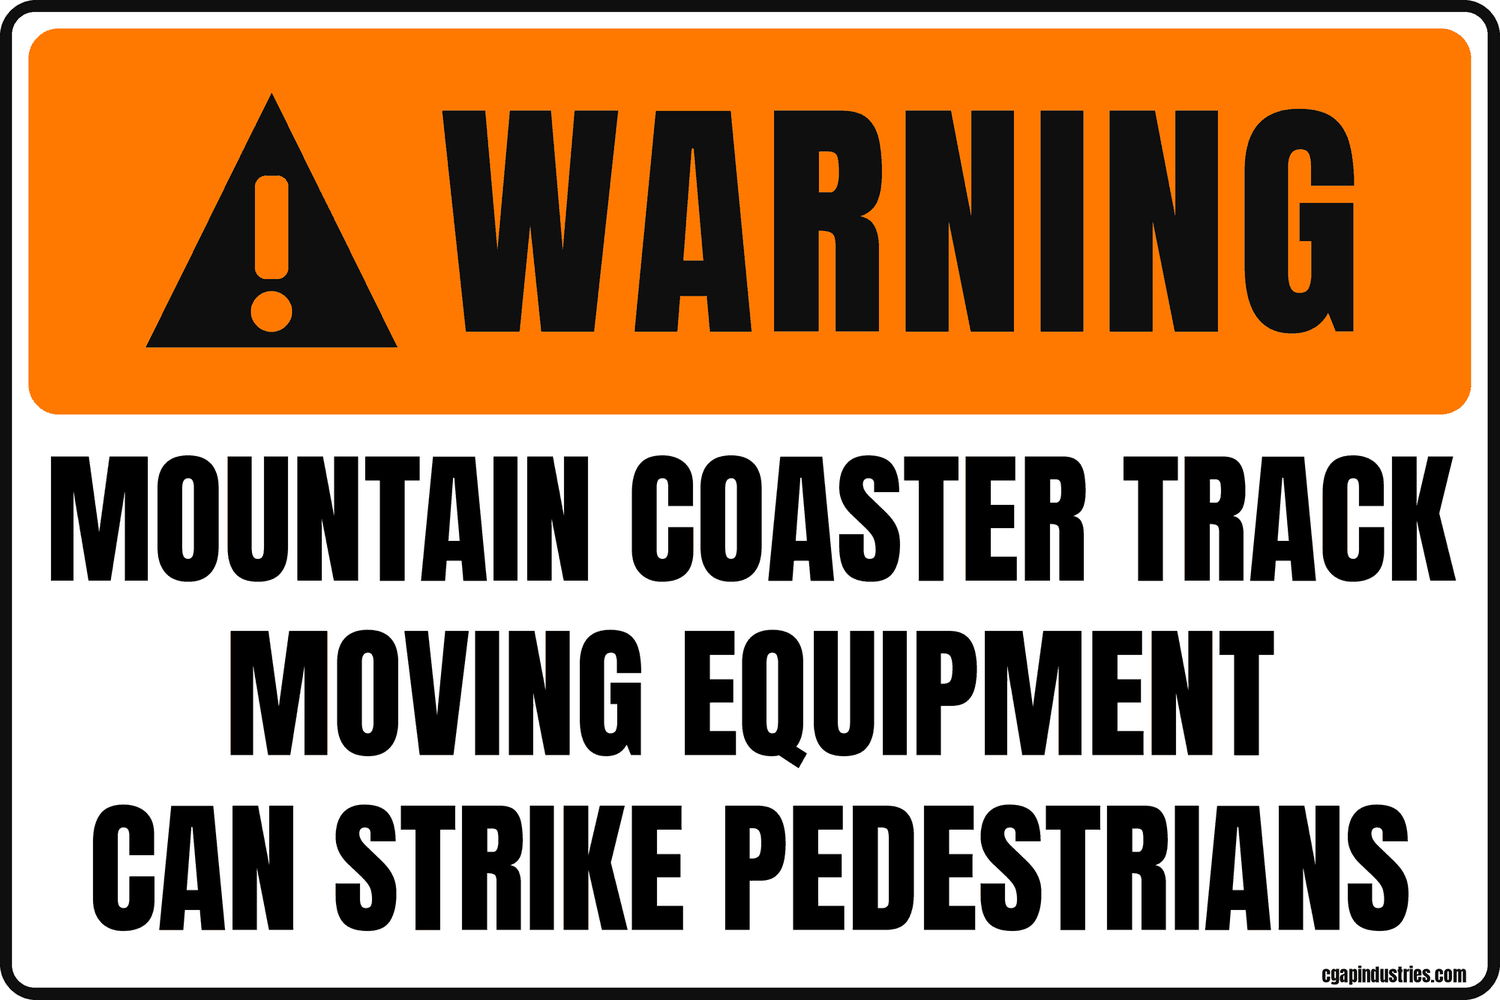 WARNING
MOUNTAIN COASTER TRACK
MOVING EQUIPMENT
CAN STRIKE PEDESTRIANS
cgapindustries.com